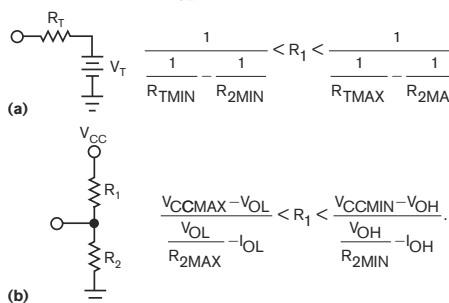 R_T
V_T
(a)
1 / (1/R_TMIN − 1/R_2MIN) < R_1 < 1 / (1/R_TMAX − 1/R_2MA
V_CC
R_1
R_2
(b)
(V_CCMAX − V_OL) / (V_OL/R_2MAX − I_OL) < R_1 < (V_CCMIN − V_OH) / (V_OH/R_2MIN − I_OH).